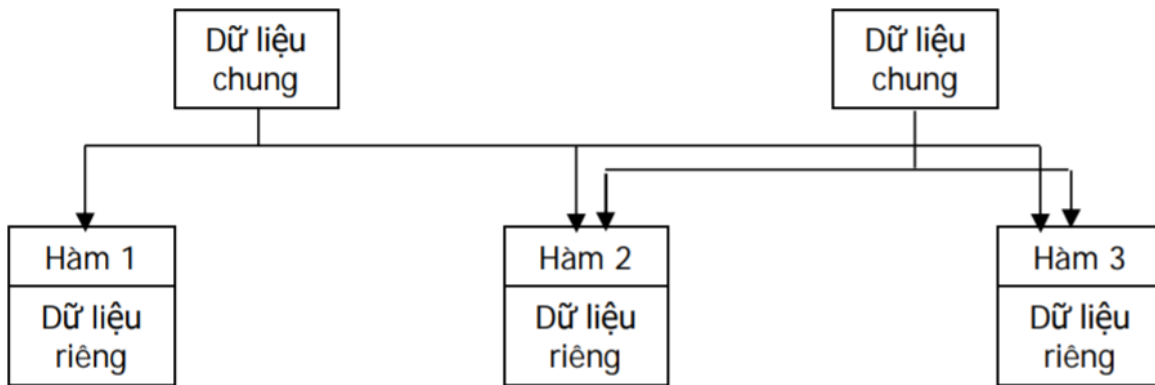 Dữ liệu
chung
Dữ liệu
chung
Hàm 1
Hàm 2
Hàm 3
Dữ liệu
riêng
Dữ liệu
riêng
Dữ liệu
riêng